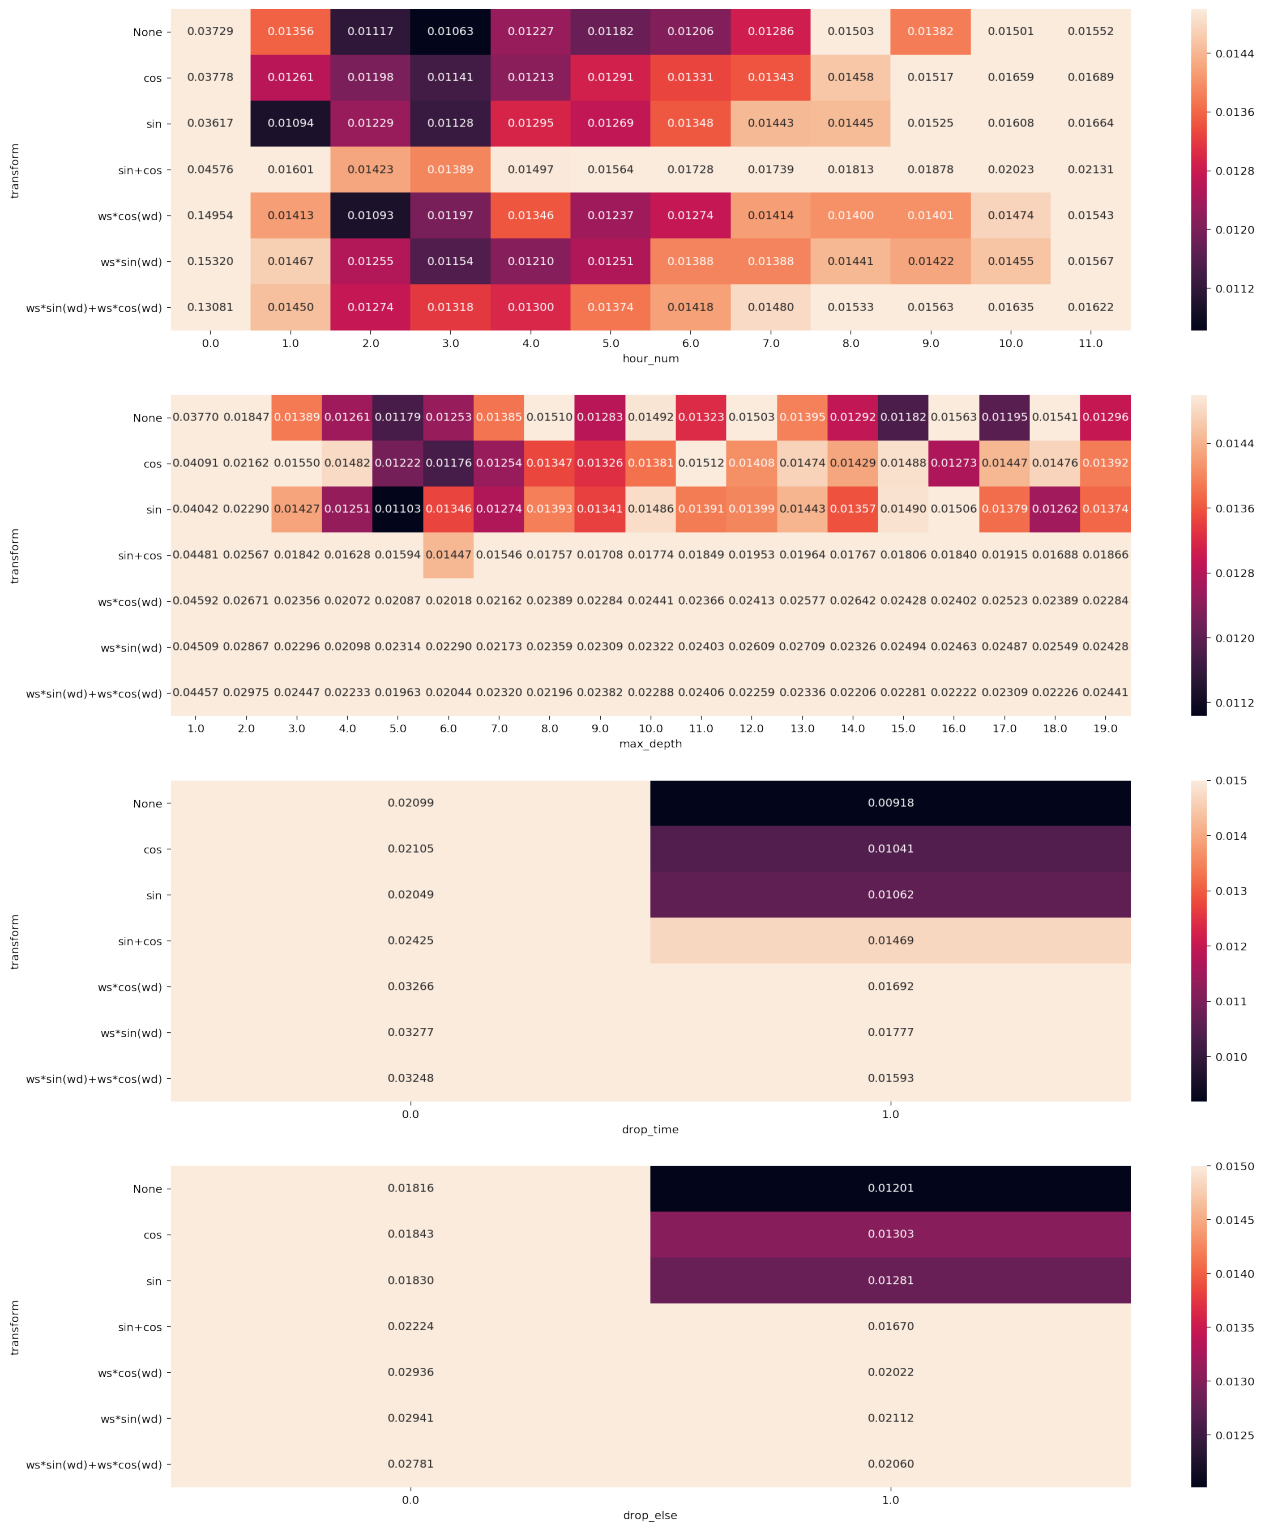 None 0.03729 0.01356 0.01117 0.01063 0.01227 0.01182 0.01206 0.01286 0.01503 0.01382 0.01501 0.01552
cos 0.03778 0.01261 0.01198 0.01141 0.01213 0.01291 0.01331 0.01343 0.01458 0.01517 0.01659 0.01689
sin 0.03617 0.01094 0.01229 0.01128 0.01295 0.01269 0.01348 0.01443 0.01445 0.01525 0.01608 0.01664
sin+cos 0.04576 0.01601 0.01423 0.01389 0.01497 0.01564 0.01728 0.01739 0.01813 0.01878 0.02023 0.02131
ws*cos(wd) 0.14954 0.01413 0.01093 0.01197 0.01346 0.01237 0.01274 0.01414 0.01400 0.01401 0.01474 0.01543
ws*sin(wd) 0.15320 0.01467 0.01255 0.01154 0.01210 0.01251 0.01388 0.01388 0.01441 0.01422 0.01455 0.01567
ws*sin(wd)+ws*cos(wd) 0.13081 0.01450 0.01274 0.01318 0.01300 0.01374 0.01418 0.01480 0.01533 0.01563 0.01635 0.01622
0.0 1.0 2.0 3.0 4.0 5.0 6.0 7.0 8.0 9.0 10.0 11.0
hour_num
transform
0.0144
0.0136
0.0128
0.0120
0.0112
None 0.03770 0.01847 0.01389 0.01261 0.01179 0.01253 0.01385 0.01510 0.01283 0.01492 0.01323 0.01503 0.01395 0.01292 0.01182 0.01563 0.01195 0.01541 0.01296
cos 0.04091 0.02162 0.01550 0.01482 0.01222 0.01176 0.01254 0.01347 0.01326 0.01381 0.01512 0.01408 0.01474 0.01429 0.01488 0.01273 0.01447 0.01476 0.01392
sin 0.04042 0.02290 0.01427 0.01251 0.01103 0.01346 0.01274 0.01393 0.01341 0.01486 0.01391 0.01399 0.01443 0.01357 0.01490 0.01506 0.01379 0.01262 0.01374
sin+cos 0.04481 0.02567 0.01842 0.01628 0.01594 0.01447 0.01546 0.01757 0.01708 0.01774 0.01849 0.01953 0.01964 0.01767 0.01806 0.01840 0.01915 0.01688 0.01866
ws*cos(wd) 0.04592 0.02671 0.02356 0.02072 0.02087 0.02018 0.02162 0.02389 0.02284 0.02441 0.02366 0.02413 0.02577 0.02642 0.02428 0.02402 0.02523 0.02389 0.02284
ws*sin(wd) 0.04509 0.02867 0.02296 0.02098 0.02314 0.02290 0.02173 0.02359 0.02309 0.02322 0.02403 0.02609 0.02709 0.02326 0.02494 0.02463 0.02487 0.02549 0.02428
ws*sin(wd)+ws*cos(wd) 0.04457 0.02975 0.02447 0.02233 0.01963 0.02044 0.02320 0.02196 0.02382 0.02288 0.02406 0.02259 0.02336 0.02206 0.02281 0.02222 0.02309 0.02226 0.02441
1.0 2.0 3.0 4.0 5.0 6.0 7.0 8.0 9.0 10.0 11.0 12.0 13.0 14.0 15.0 16.0 17.0 18.0 19.0
max_depth
transform
0.0144
0.0136
0.0128
0.0120
0.0112
None 0.02099 0.00918
cos 0.02105 0.01041
sin 0.02049 0.01062
sin+cos 0.02425 0.01469
ws*cos(wd) 0.03266 0.01692
ws*sin(wd) 0.03277 0.01777
ws*sin(wd)+ws*cos(wd) 0.03248 0.01593
0.0 1.0
drop_time
transform
0.015
0.014
0.013
0.012
0.011
0.010
None 0.01816 0.01201
cos 0.01843 0.01303
sin 0.01830 0.01281
sin+cos 0.02224 0.01670
ws*cos(wd) 0.02936 0.02022
ws*sin(wd) 0.02941 0.02112
ws*sin(wd)+ws*cos(wd) 0.02781 0.02060
0.0 1.0
drop_else
transform
0.0150
0.0145
0.0140
0.0135
0.0130
0.0125